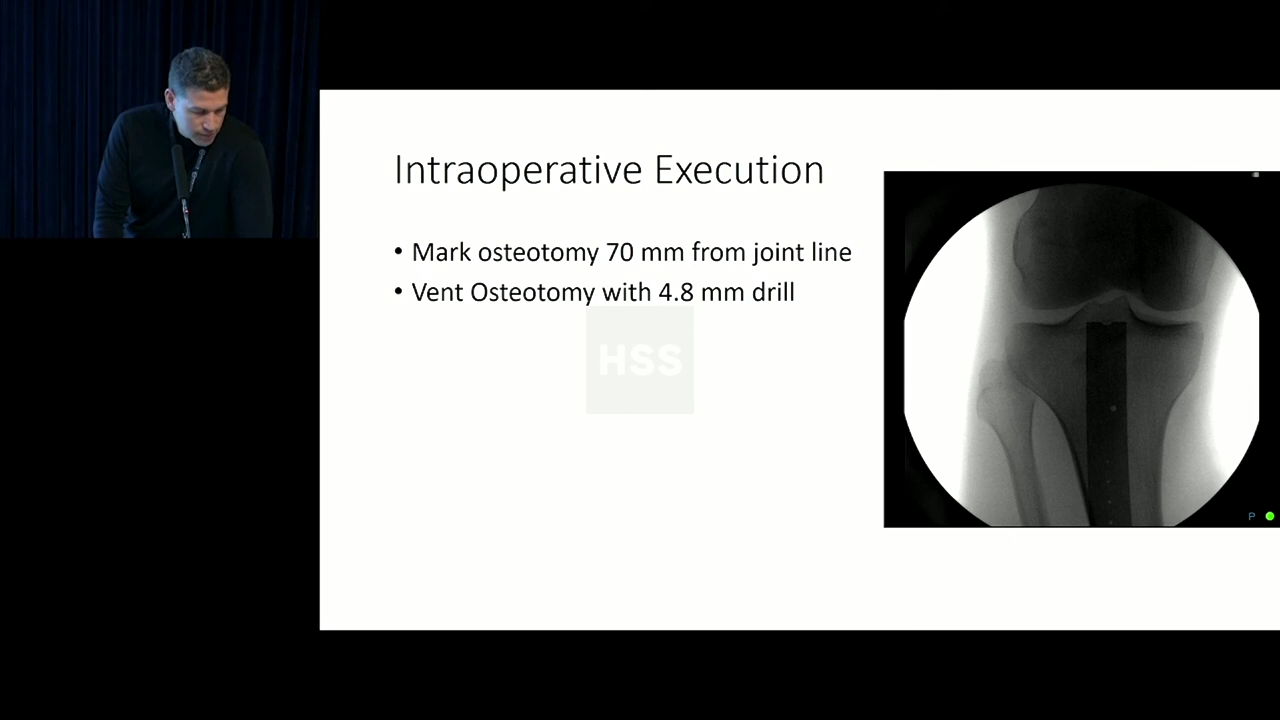 Intraoperative Execution
• Mark osteotomy 70 mm from joint line
• Vent Osteotomy with 4.8 mm drill
HSS
P